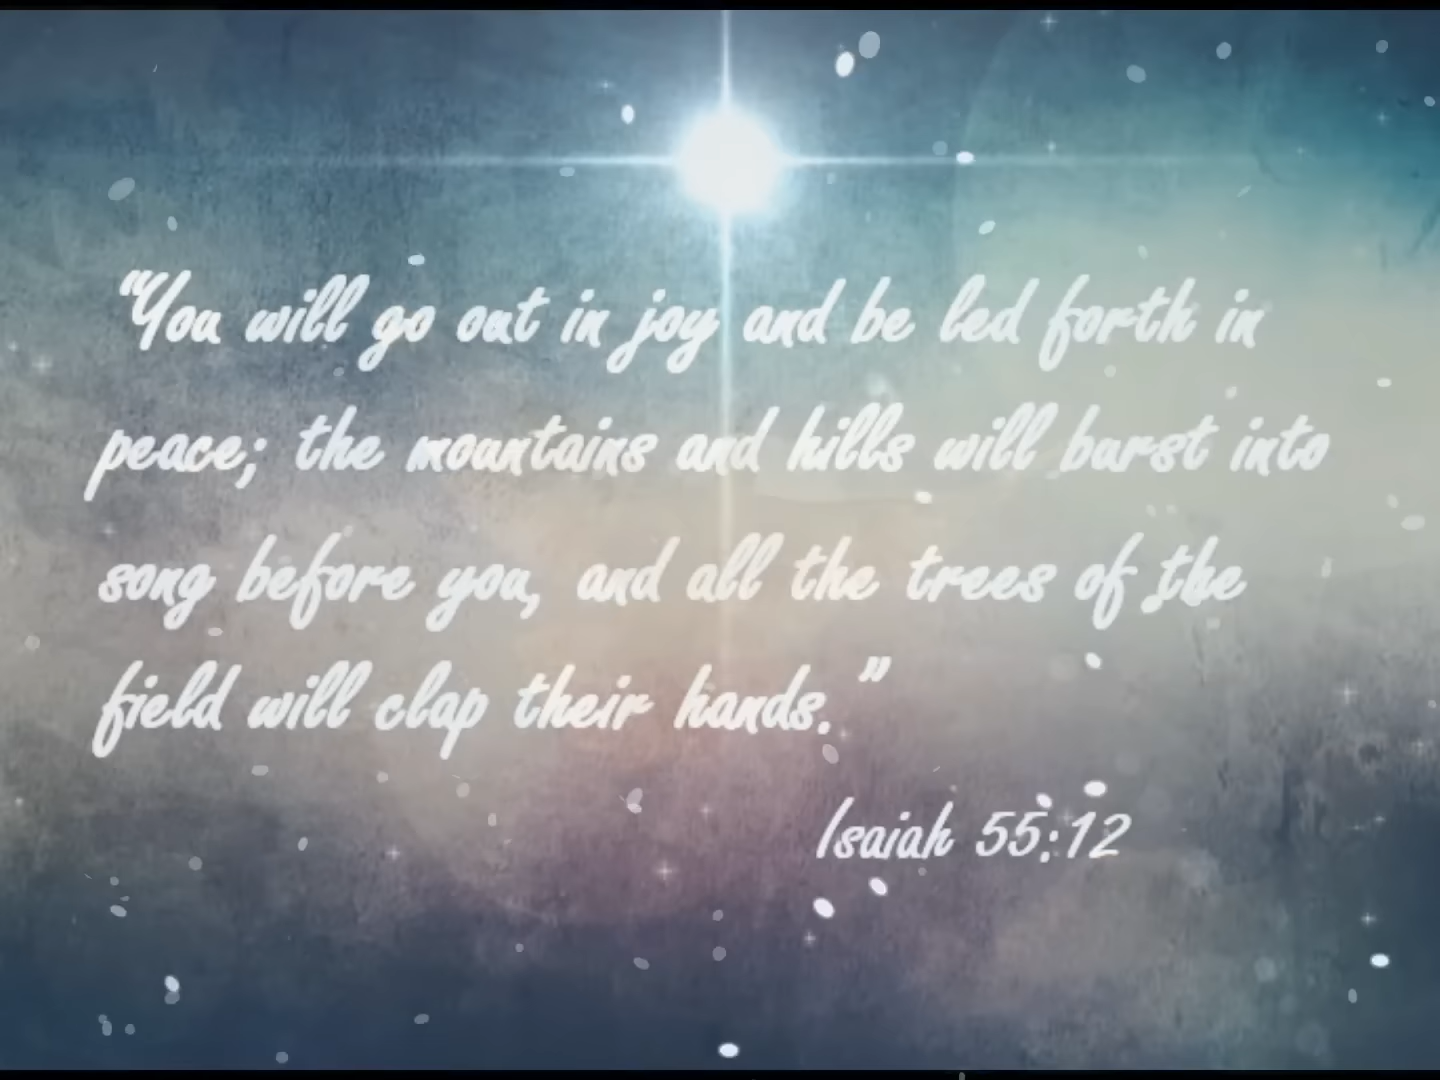 “You will go out in joy and be led forth in
peace; the mountains and hills will burst into
song before you, and all the trees of the
field will clap their hands.”
Isaiah 55:12